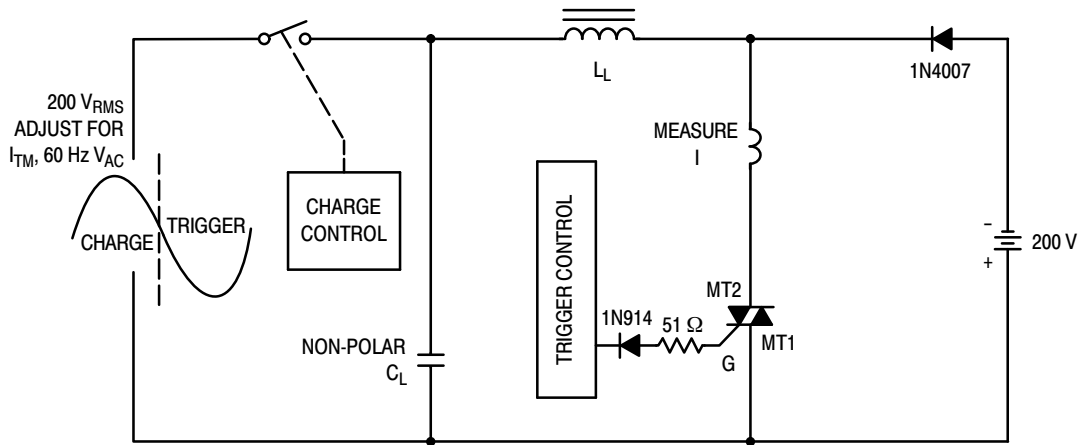 200 V_RMS
ADJUST FOR
I_TM, 60 Hz V_AC
CHARGE
TRIGGER
CHARGE
CONTROL
NON-POLAR
C_L
L_L
MEASURE
I
TRIGGER CONTROL
1N914
51 Ω
G
MT2
MT1
1N4007
-
+
200 V